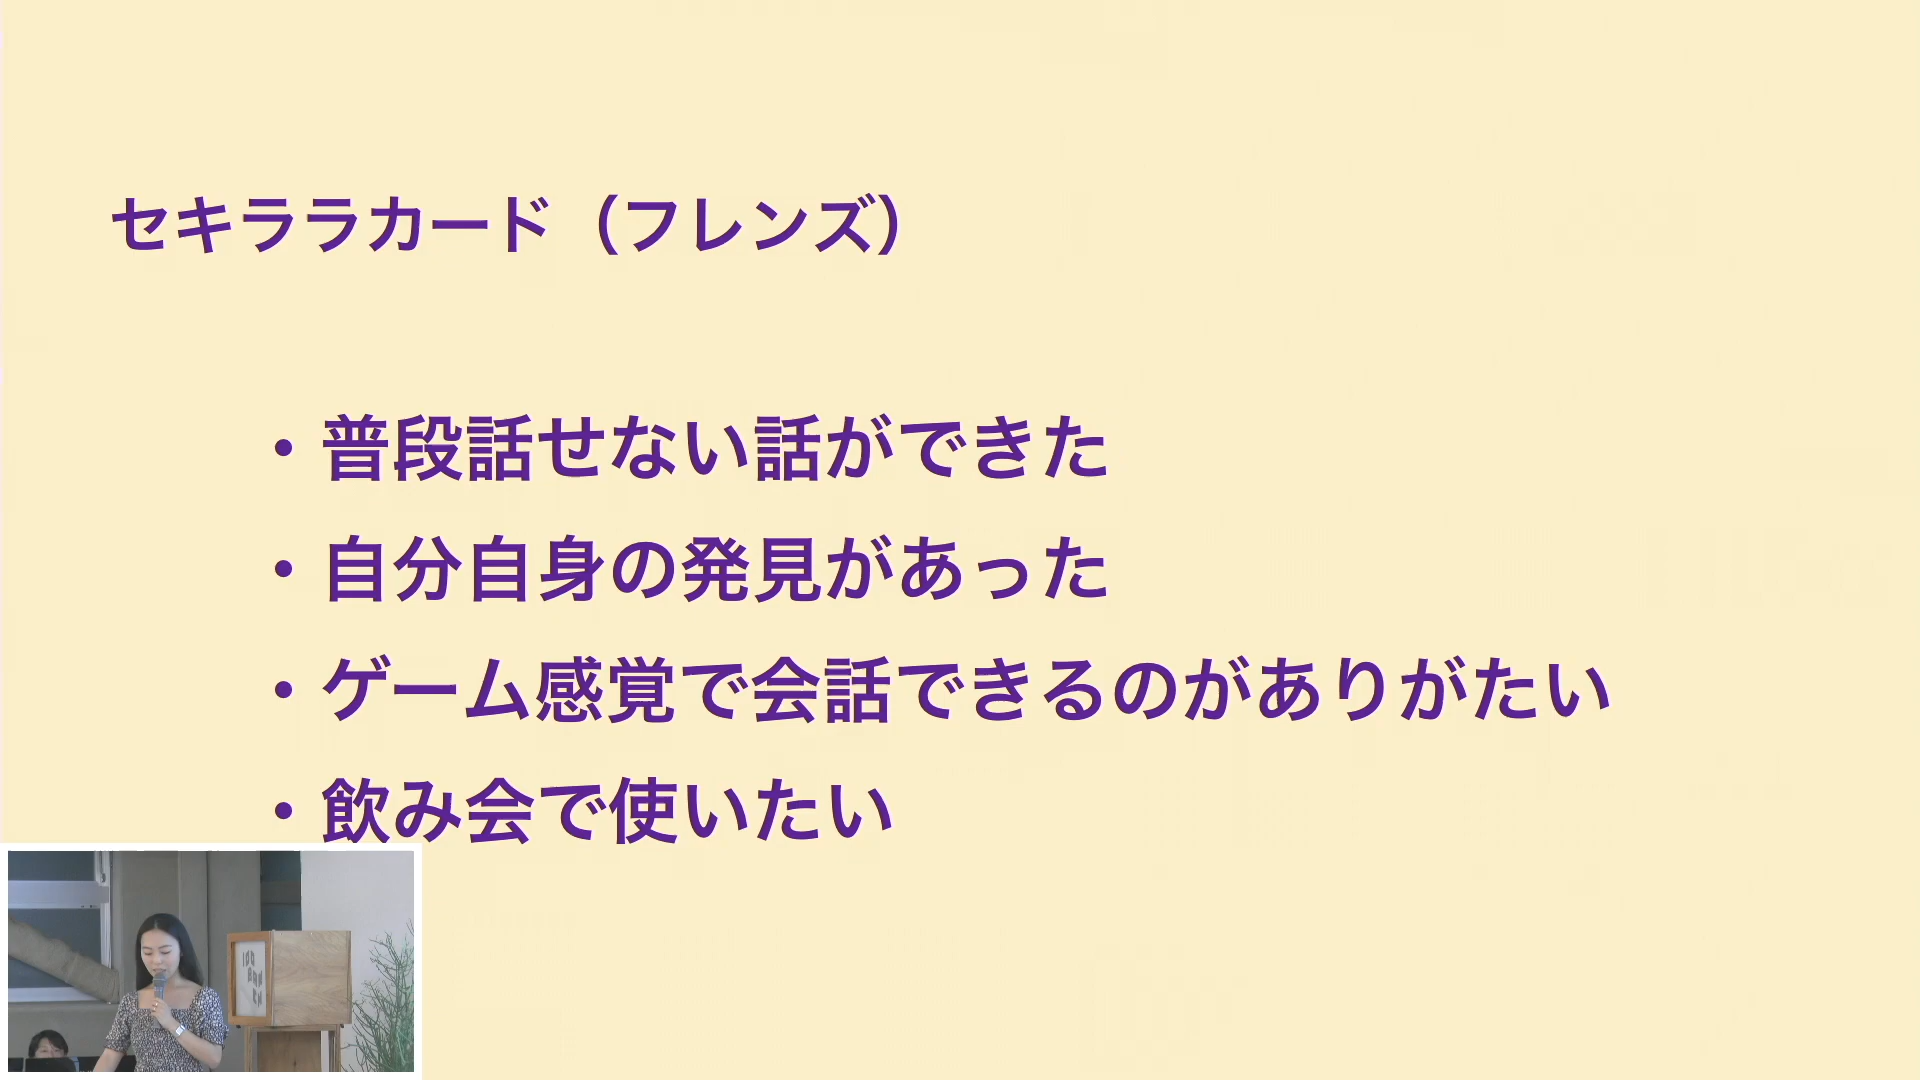 セキララカード（フレンズ）
・普段話せない話ができた
・自分自身の発見があった
・ゲーム感覚で会話できるのがありがたい
・飲み会で使いたい